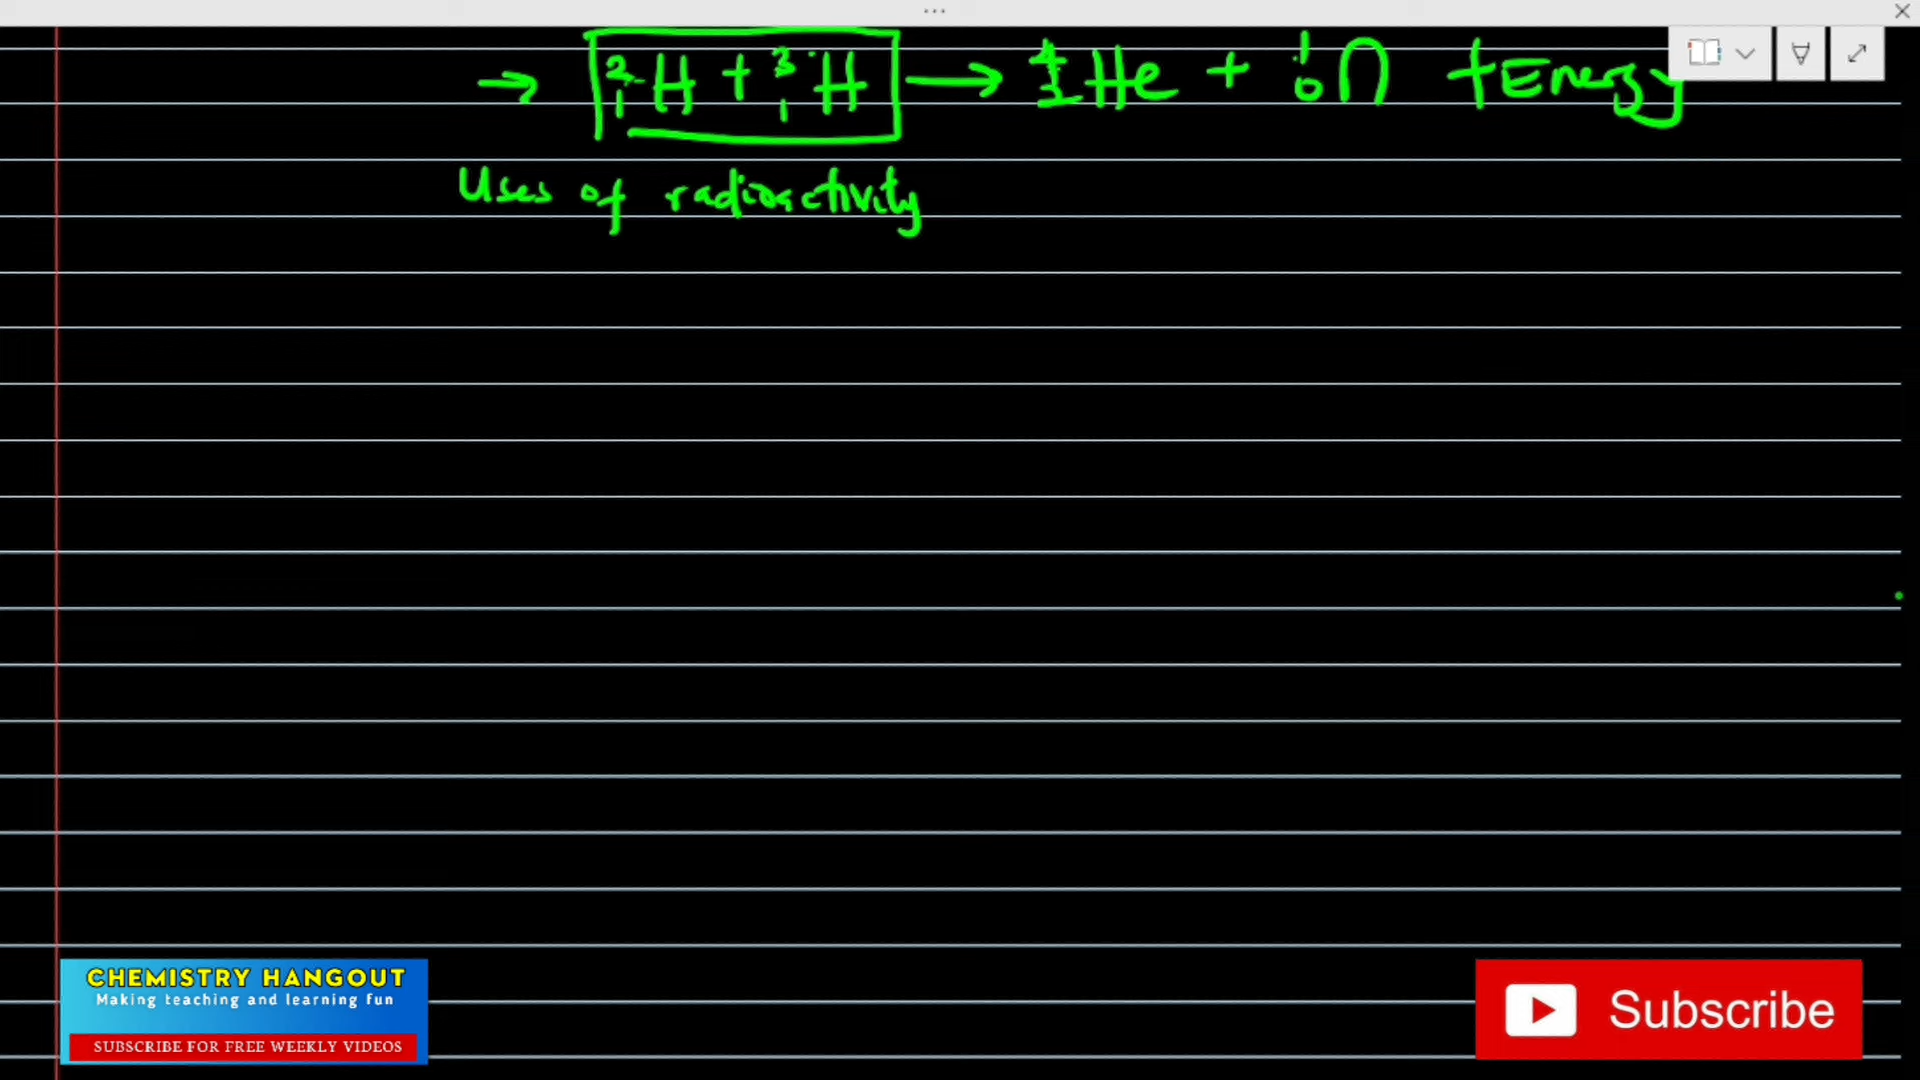 → ²₁H + ³₁H → ⁴₂He + ¹₀n + Energy
Uses of radioactivity
CHEMISTRY HANGOUT
Making teaching and learning fun
SUBSCRIBE FOR FREE WEEKLY VIDEOS
Subscribe